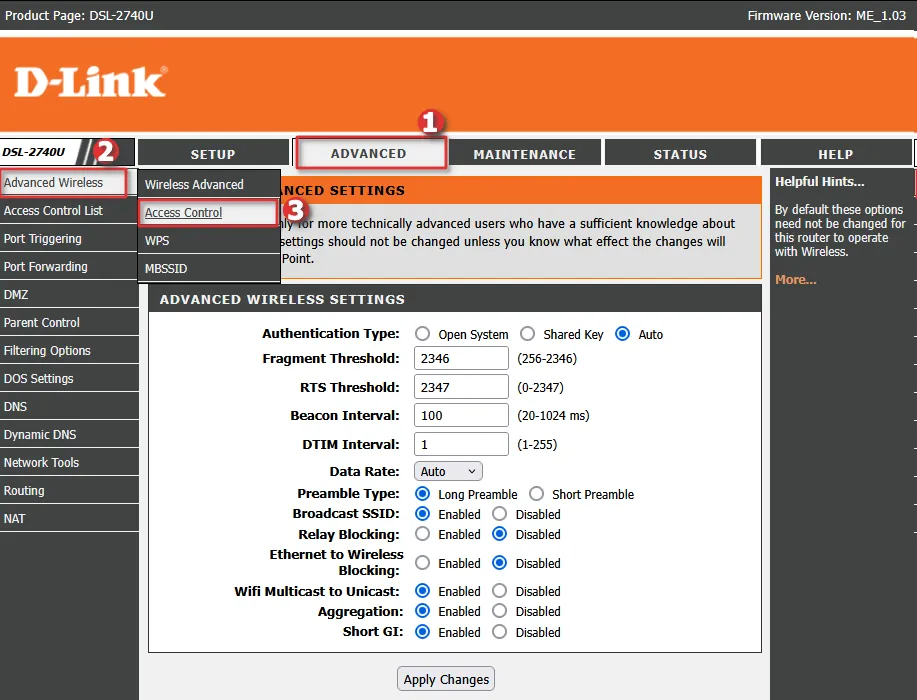 Product Page: DSL-2740U Firmware Version: ME_1.03
D-Link®
1
DSL-2740U 2 SETUP ADVANCED MAINTENANCE STATUS HELP
Advanced Wireless
Access Control List
Port Triggering
Port Forwarding
DMZ
Parent Control
Filtering Options
DOS Settings
DNS
Dynamic DNS
Network Tools
Routing
NAT
Wireless Advanced
Access Control 3
WPS
MBSSID
NCED SETTINGS
nly for more technically advanced users who have a sufficient knowledge about
settings should not be changed unless you know what effect the changes will
Point.
ADVANCED WIRELESS SETTINGS
Authentication Type: Open System Shared Key Auto
Fragment Threshold: 2346 (256-2346)
RTS Threshold: 2347 (0-2347)
Beacon Interval: 100 (20-1024 ms)
DTIM Interval: 1 (1-255)
Data Rate: Auto
Preamble Type: Long Preamble Short Preamble
Broadcast SSID: Enabled Disabled
Relay Blocking: Enabled Disabled
Ethernet to Wireless
Blocking: Enabled Disabled
Wifi Multicast to Unicast: Enabled Disabled
Aggregation: Enabled Disabled
Short GI: Enabled Disabled
Apply Changes
Helpful Hints...
By default these options
need not be changed for
this router to operate
with Wireless.
More...